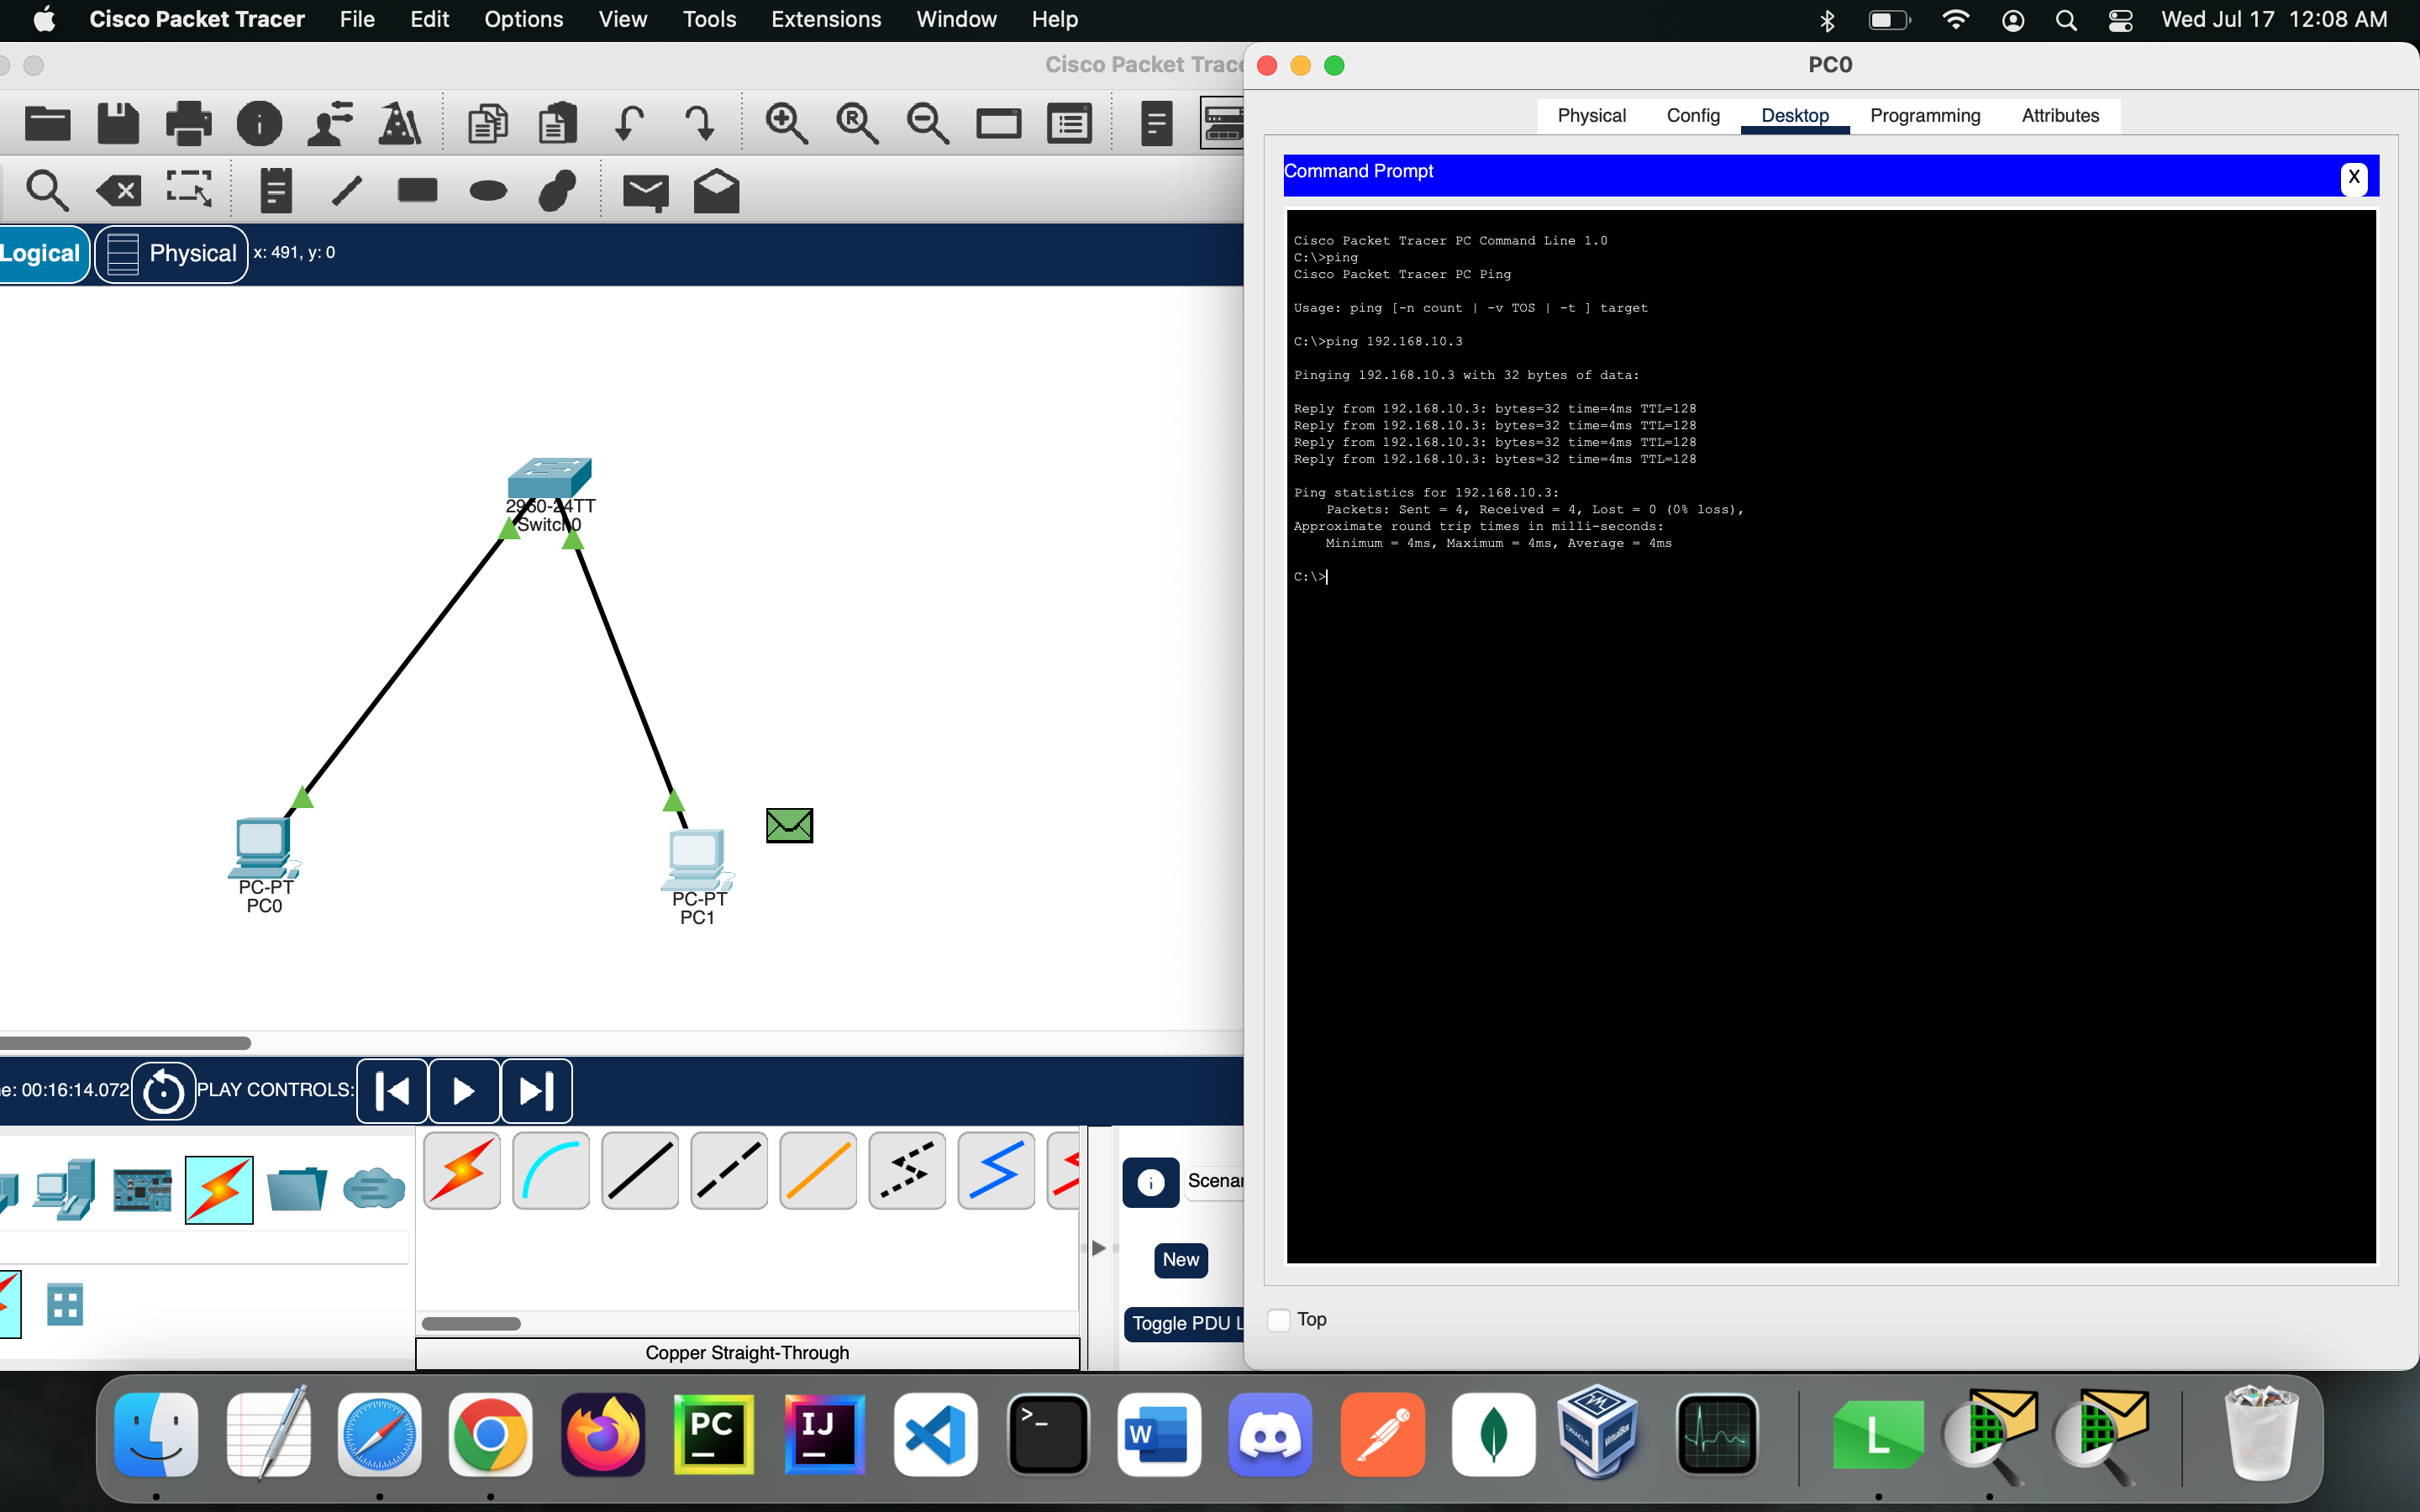 Cisco Packet Tracer File Edit Options View Tools Extensions Window Help Wed Jul 17 12:08 AM
Cisco Packet Trace
PC0
Physical Config Desktop Programming Attributes
Command Prompt
X
Logical Physical x: 491, y: 0
Cisco Packet Tracer PC Command Line 1.0
C:\>ping
Cisco Packet Tracer PC Ping
Usage: ping [-n count | -v TOS | -t ] target
C:\>ping 192.168.10.3
Pinging 192.168.10.3 with 32 bytes of data:
Reply from 192.168.10.3: bytes=32 time=4ms TTL=128
Reply from 192.168.10.3: bytes=32 time=4ms TTL=128
Reply from 192.168.10.3: bytes=32 time=4ms TTL=128
Reply from 192.168.10.3: bytes=32 time=4ms TTL=128
Ping statistics for 192.168.10.3:
Packets: Sent = 4, Received = 4, Lost = 0 (0% loss),
Approximate round trip times in milli-seconds:
Minimum = 4ms, Maximum = 4ms, Average = 4ms
C:\>
2960-24TT
Switch0
PC-PT
PC0
PC-PT
PC1
e: 00:16:14.072 PLAY CONTROLS:
Scenar
New
Toggle PDU L
Top
Copper Straight-Through
PC
IJ
>_
W
L